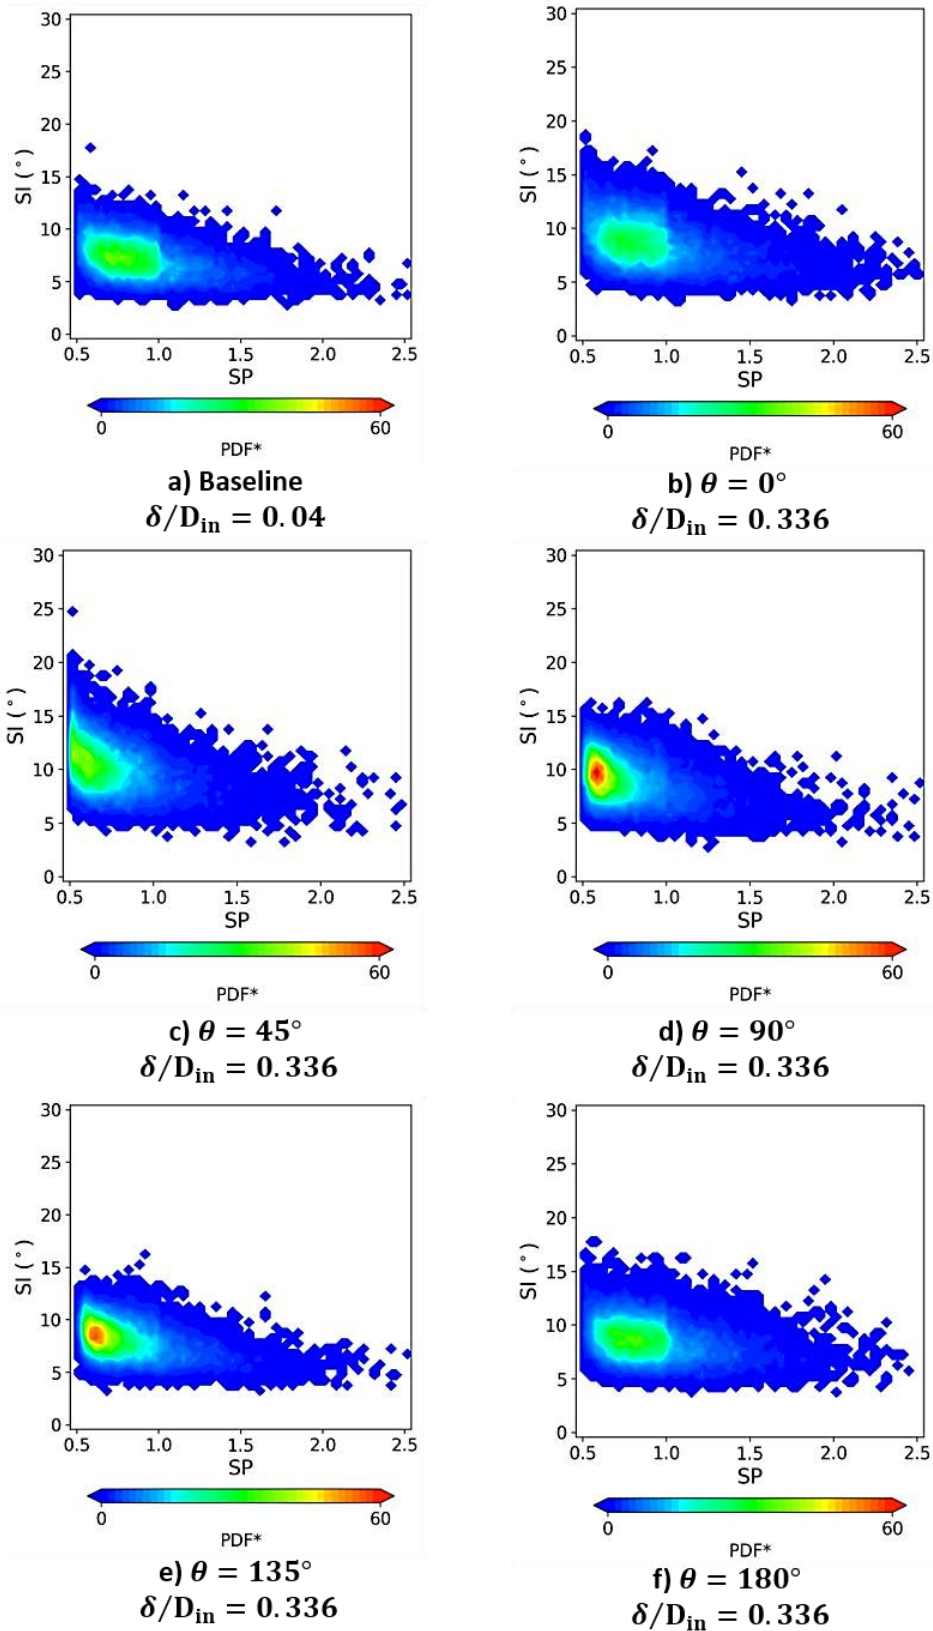 30
25
20
15
10
5
0
SI (°)
0.5 1.0 1.5 2.0 2.5
SP
0 60
PDF*
a) Baseline
δ/D_in = 0.04
30
25
20
15
10
5
0
SI (°)
0.5 1.0 1.5 2.0 2.5
SP
0 60
PDF*
b) θ = 0°
δ/D_in = 0.336
30
25
20
15
10
5
0
SI (°)
0.5 1.0 1.5 2.0 2.5
SP
0 60
PDF*
c) θ = 45°
δ/D_in = 0.336
30
25
20
15
10
5
0
SI (°)
0.5 1.0 1.5 2.0 2.5
SP
0 60
PDF*
d) θ = 90°
δ/D_in = 0.336
30
25
20
15
10
5
0
SI (°)
0.5 1.0 1.5 2.0 2.5
SP
0 60
PDF*
e) θ = 135°
δ/D_in = 0.336
30
25
20
15
10
5
0
SI (°)
0.5 1.0 1.5 2.0 2.5
SP
0 60
PDF*
f) θ = 180°
δ/D_in = 0.336